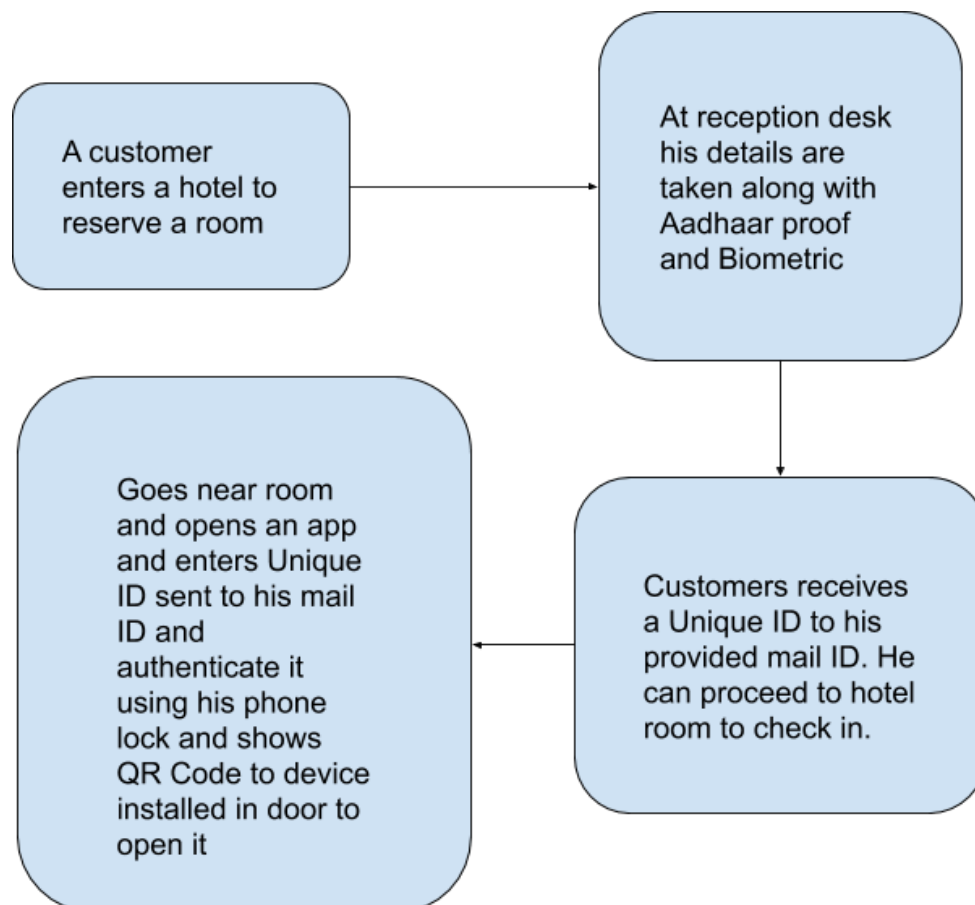 A customer
enters a hotel to
reserve a room
At reception desk
his details are
taken along with
Aadhaar proof
and Biometric
Customers receives
a Unique ID to his
provided mail ID. He
can proceed to hotel
room to check in.
Goes near room
and opens an app
and enters Unique
ID sent to his mail
ID and
authenticate it
using his phone
lock and shows
QR Code to device
installed in door to
open it